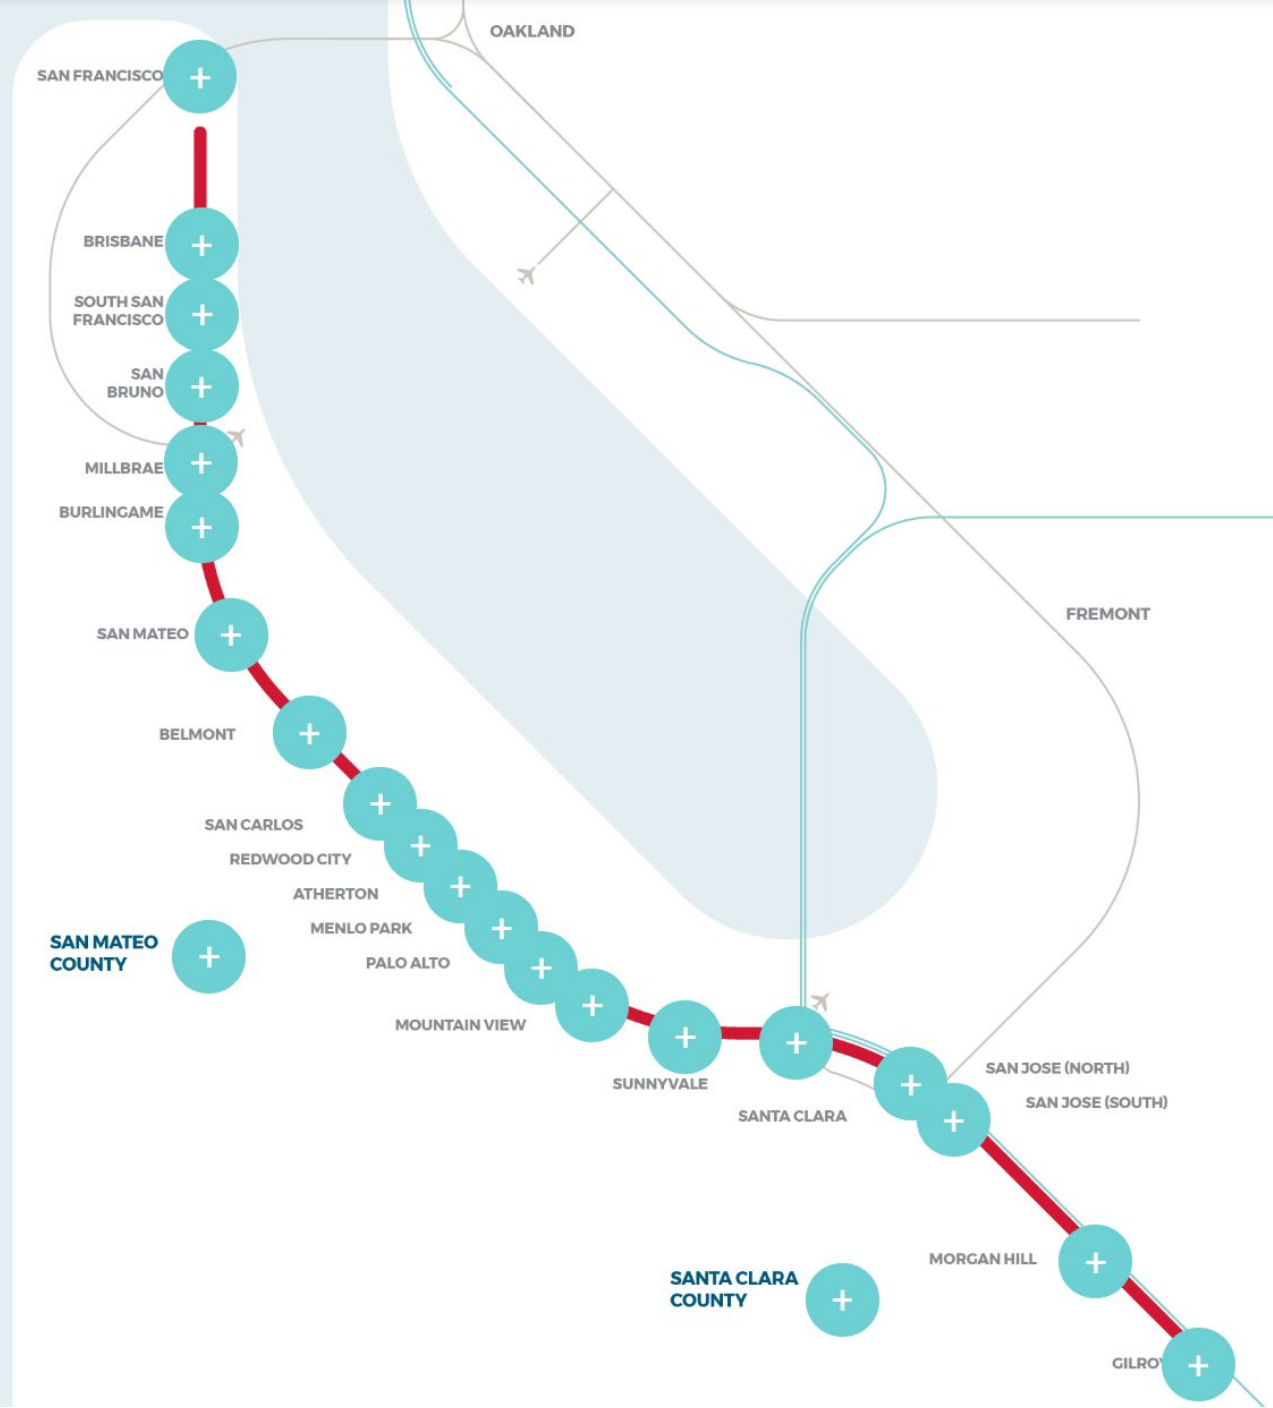 OAKLAND
SAN FRANCISCO
BRISBANE
SOUTH SAN
FRANCISCO
SAN
BRUNO
MILLBRAE
BURLINGAME
FREMONT
SAN MATEO
BELMONT
SAN CARLOS
REDWOOD CITY
ATHERTON
MENLO PARK
SAN MATEO
COUNTY
PALO ALTO
MOUNTAIN VIEW
SUNNYVALE
SAN JOSE (NORTH)
SAN JOSE (SOUTH)
SANTA CLARA
MORGAN HILL
SANTA CLARA
COUNTY
GILROY